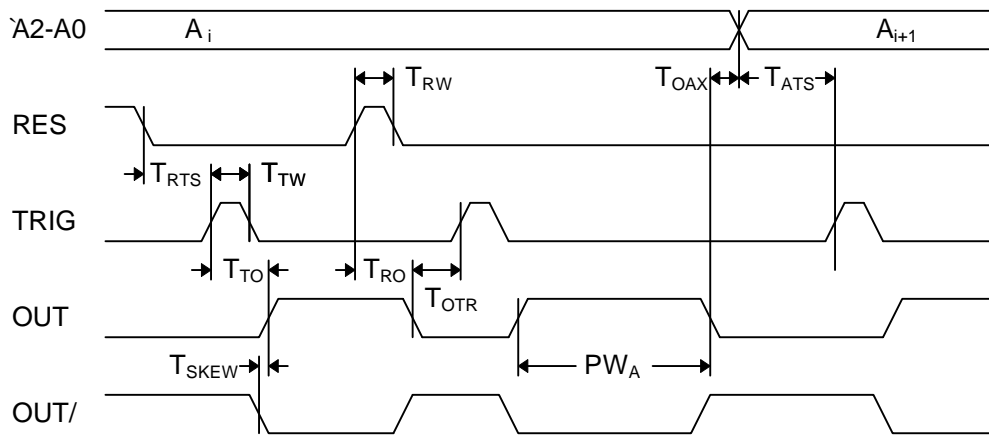 `A2-A0 A i A i+1
T RW T OAX T ATS
RES
T RTS T TW
TRIG
T TO T RO T OTR
OUT
T SKEW PW A
OUT/